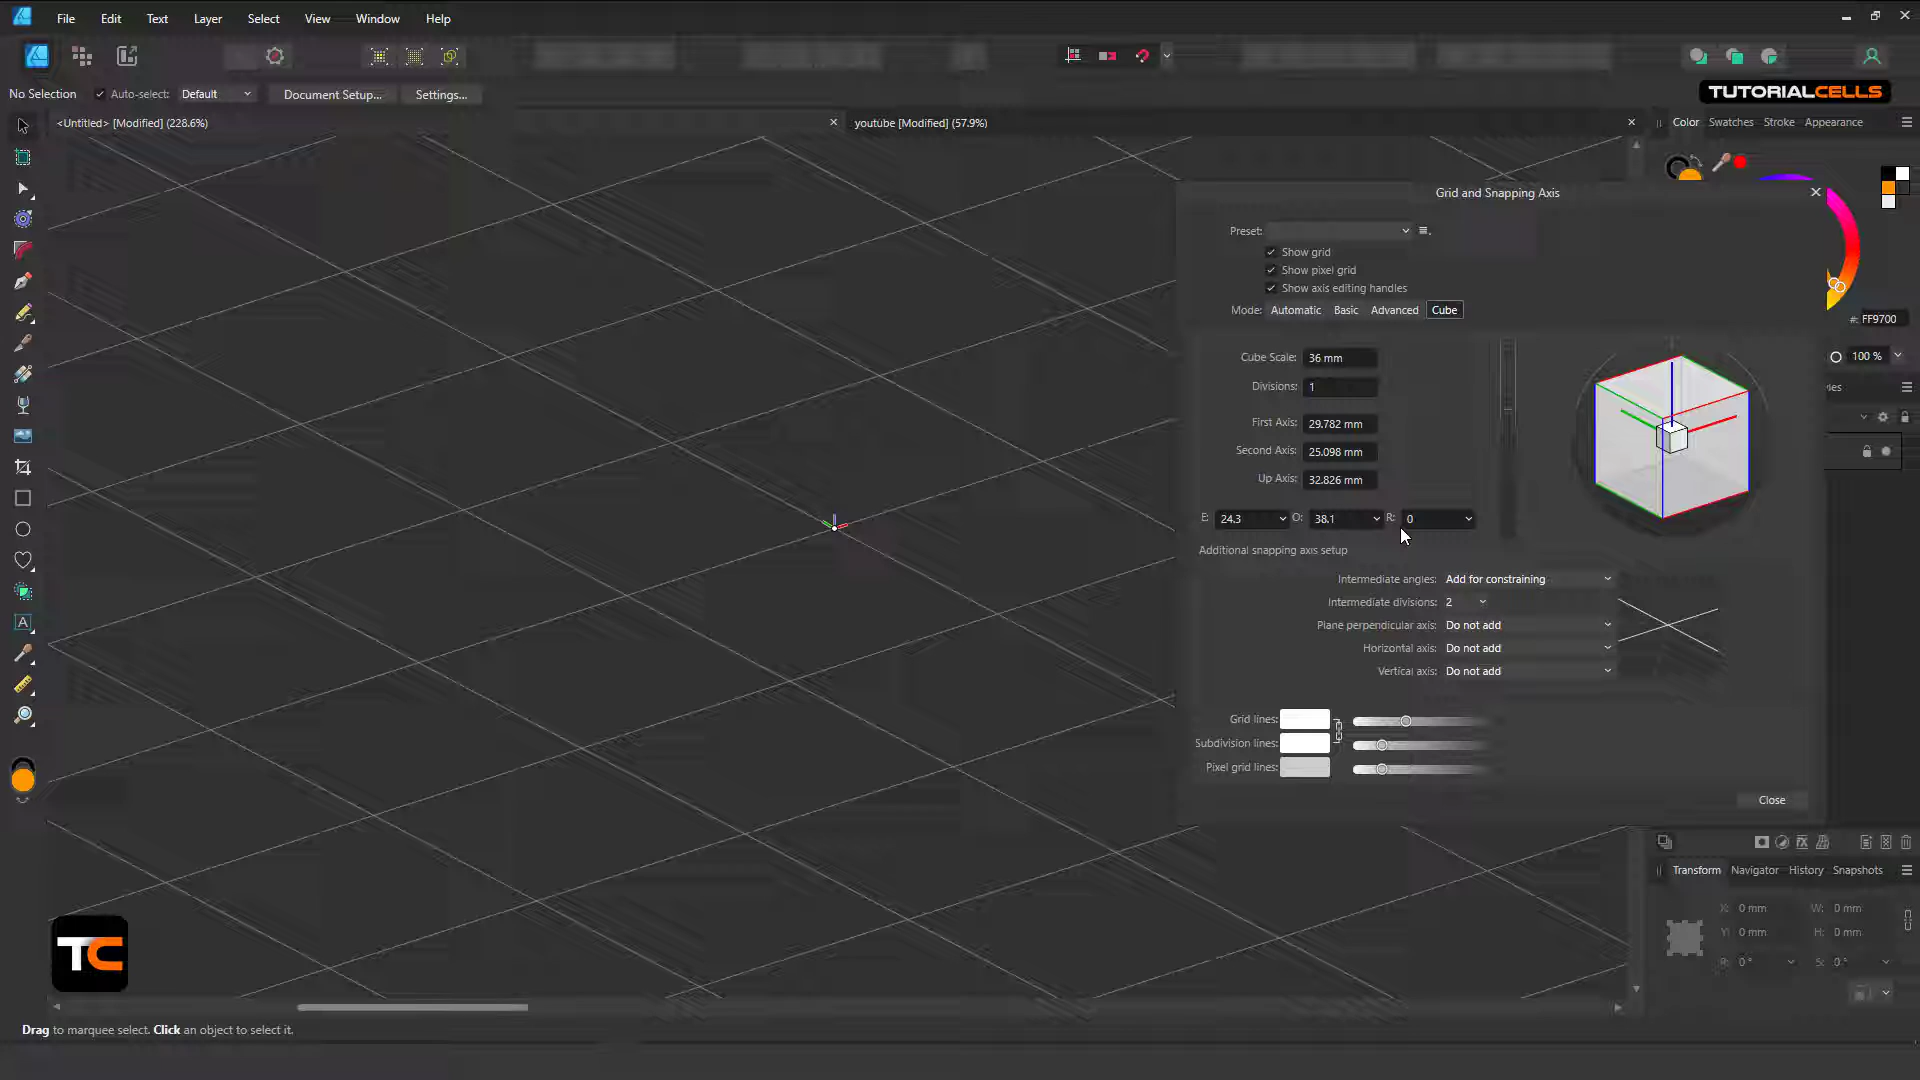 File Edit Text Layer Select View Window Help
No Selection Auto-select: Default Document Setup... Settings...
TUTORIALCELLS
<Untitled> [Modified] (228.6%)
youtube [Modified] (57.9%)
Color Swatches Stroke Appearance
Grid and Snapping Axis
Preset:
Show grid
Show pixel grid
Show axis editing handles
Mode: Automatic Basic Advanced Cube
#: FF9700
Cube Scale: 36 mm
100 %
Divisions: 1
First Axis: 29.782 mm
Second Axis: 25.098 mm
Up Axis: 32.826 mm
E: 24.3 O: 38.1 R: 0
Additional snapping axis setup
Intermediate angles: Add for constraining
Intermediate divisions: 2
Plane perpendicular axis: Do not add
Horizontal axis: Do not add
Vertical axis: Do not add
Grid lines:
Subdivision lines:
Pixel grid lines:
Close
Transform Navigator History Snapshots
X: 0 mm W: 0 mm
Y: 0 mm H: 0 mm
R: 0 ° S: 0 °
TC
Drag to marquee select. Click an object to select it.